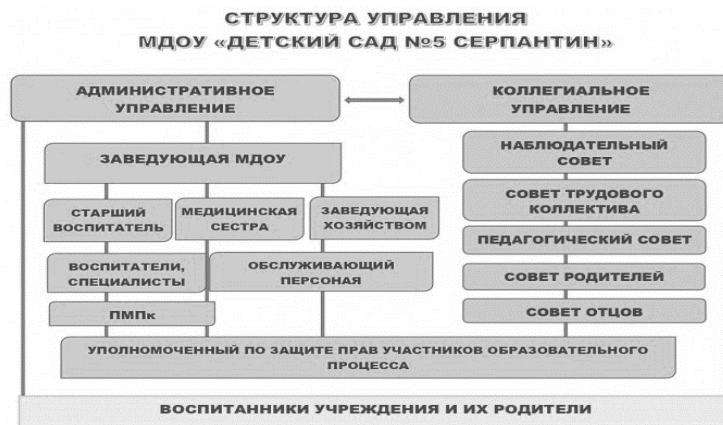 СТРУКТУРА УПРАВЛЕНИЯ
МДОУ «ДЕТСКИЙ САД №5 СЕРПАНТИН»
АДМИНИСТРАТИВНОЕ
УПРАВЛЕНИЕ
КОЛЛЕГИАЛЬНОЕ
УПРАВЛЕНИЕ
ЗАВЕДУЮЩАЯ МДОУ
НАБЛЮДАТЕЛЬНЫЙ
СОВЕТ
СТАРШИЙ
ВОСПИТАТЕЛЬ
МЕДИЦИНСКАЯ
СЕСТРА
ЗАВЕДУЮЩАЯ
ХОЗЯЙСТВОМ
СОВЕТ ТРУДОВОГО
КОЛЛЕКТИВА
ПЕДАГОГИЧЕСКИЙ СОВЕТ
ВОСПИТАТЕЛИ,
СПЕЦИАЛИСТЫ
ОБСЛУЖИВАЮЩИЙ
ПЕРСОНАЯ
СОВЕТ РОДИТЕЛЕЙ
ПМПк
СОВЕТ ОТЦОВ
УПОЛНОМОЧЕННЫЙ ПО ЗАЩИТЕ ПРАВ УЧАСТНИКОВ ОБРАЗОВАТЕЛЬНОГО
ПРОЦЕССА
ВОСПИТАННИКИ УЧРЕЖДЕНИЯ И ИХ РОДИТЕЛИ